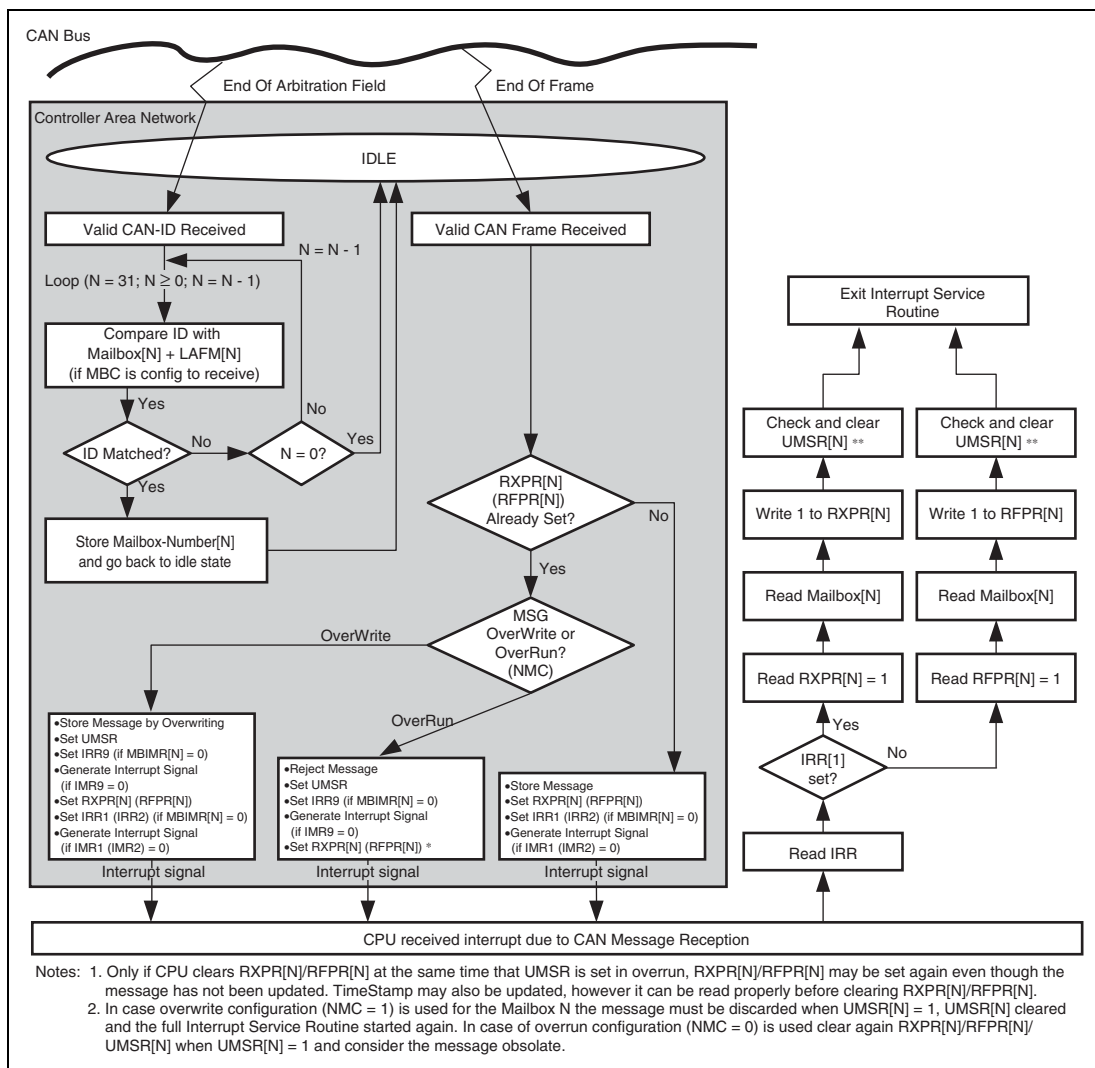 CAN Bus
End Of Arbitration Field
End Of Frame
Controller Area Network
IDLE
Valid CAN-ID Received
Valid CAN Frame Received
N = N - 1
Loop (N = 31; N ≥ 0; N = N - 1)
Compare ID with
Mailbox[N] + LAFM[N]
(if MBC is config to receive)
Yes
ID Matched?
No
N = 0?
No
Yes
Yes
Store Mailbox-Number[N]
and go back to idle state
RXPR[N]
(RFPR[N])
Already Set?
No
Yes
MSG
OverWrite or
OverRun?
(NMC)
OverWrite
OverRun
•Store Message by Overwriting
•Set UMSR
•Set IRR9 (if MBIMR[N] = 0)
•Generate Interrupt Signal
(if IMR9 = 0)
•Set RXPR[N] (RFPR[N])
•Set IRR1 (IRR2) (if MBIMR[N] = 0)
•Generate Interrupt Signal
(if IMR1 (IMR2) = 0)
•Reject Message
•Set UMSR
•Set IRR9 (if MBIMR[N] = 0)
•Generate Interrupt Signal
(if IMR9 = 0)
•Set RXPR[N] (RFPR[N]) *
•Store Message
•Set RXPR[N] (RFPR[N])
•Set IRR1 (IRR2) (if MBIMR[N] = 0)
•Generate Interrupt Signal
(if IMR1 (IMR2) = 0)
Interrupt signal
Interrupt signal
Interrupt signal
Exit Interrupt Service
Routine
Check and clear
UMSR[N] **
Check and clear
UMSR[N] **
Write 1 to RXPR[N]
Write 1 to RFPR[N]
Read Mailbox[N]
Read Mailbox[N]
Read RXPR[N] = 1
Read RFPR[N] = 1
Yes
IRR[1]
set?
No
Read IRR
CPU received interrupt due to CAN Message Reception
Notes: 1. Only if CPU clears RXPR[N]/RFPR[N] at the same time that UMSR is set in overrun, RXPR[N]/RFPR[N] may be set again even though the
message has not been updated. TimeStamp may also be updated, however it can be read properly before clearing RXPR[N]/RFPR[N].
2. In case overwrite configuration (NMC = 1) is used for the Mailbox N the message must be discarded when UMSR[N] = 1, UMSR[N] cleared
and the full Interrupt Service Routine started again. In case of overrun configuration (NMC = 0) is used clear again RXPR[N]/RFPR[N]/
UMSR[N] when UMSR[N] = 1 and consider the message obsolate.